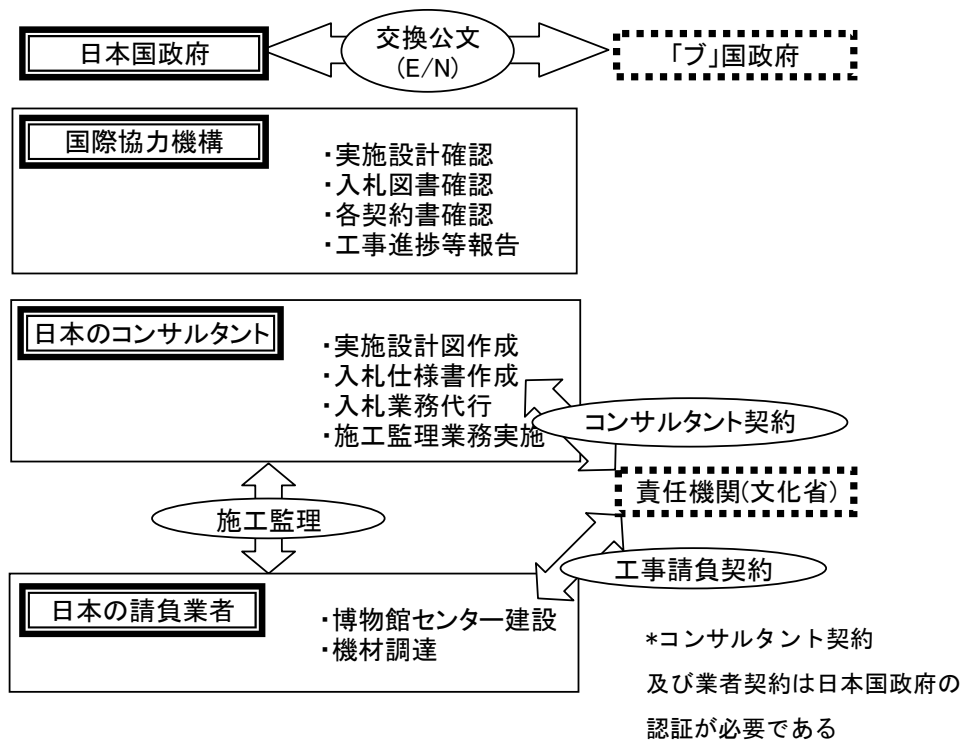 日本国政府
交換公文
(E/N)
「ブ」国政府
国際協力機構
・実施設計確認
・入札図書確認
・各契約書確認
・工事進捗等報告
日本のコンサルタント
・実施設計図作成
・入札仕様書作成
・入札業務代行
・施工監理業務実施
コンサルタント契約
責任機関(文化省)
施工監理
工事請負契約
日本の請負業者
・博物館センター建設
・機材調達
*コンサルタント契約
及び業者契約は日本国政府の
認証が必要である